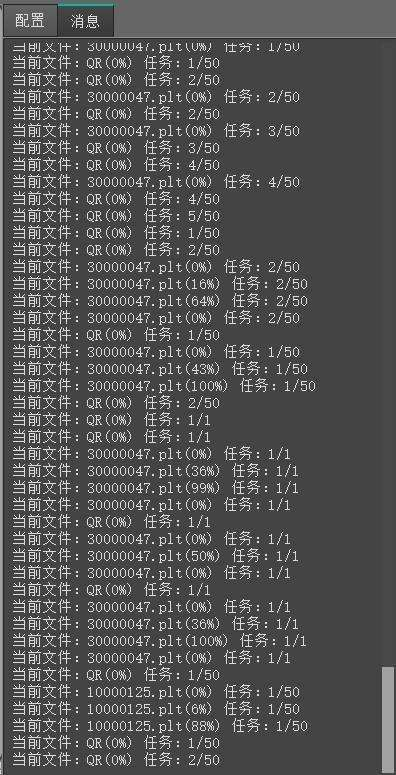 配置
消息
当前文件：30000047.plt(0%) 任务：1/50
当前文件：QR(0%) 任务：1/50
当前文件：QR(0%) 任务：2/50
当前文件：30000047.plt(0%) 任务：2/50
当前文件：QR(0%) 任务：2/50
当前文件：30000047.plt(0%) 任务：3/50
当前文件：QR(0%) 任务：3/50
当前文件：QR(0%) 任务：4/50
当前文件：30000047.plt(0%) 任务：4/50
当前文件：QR(0%) 任务：4/50
当前文件：QR(0%) 任务：5/50
当前文件：QR(0%) 任务：1/50
当前文件：QR(0%) 任务：2/50
当前文件：30000047.plt(0%) 任务：2/50
当前文件：30000047.plt(16%) 任务：2/50
当前文件：30000047.plt(64%) 任务：2/50
当前文件：30000047.plt(0%) 任务：2/50
当前文件：QR(0%) 任务：1/50
当前文件：30000047.plt(0%) 任务：1/50
当前文件：30000047.plt(43%) 任务：1/50
当前文件：30000047.plt(100%) 任务：1/50
当前文件：QR(0%) 任务：2/50
当前文件：QR(0%) 任务：1/1
当前文件：QR(0%) 任务：1/1
当前文件：30000047.plt(0%) 任务：1/1
当前文件：30000047.plt(36%) 任务：1/1
当前文件：30000047.plt(99%) 任务：1/1
当前文件：30000047.plt(0%) 任务：1/1
当前文件：QR(0%) 任务：1/1
当前文件：30000047.plt(0%) 任务：1/1
当前文件：30000047.plt(50%) 任务：1/1
当前文件：30000047.plt(0%) 任务：1/1
当前文件：QR(0%) 任务：1/1
当前文件：30000047.plt(0%) 任务：1/1
当前文件：30000047.plt(36%) 任务：1/1
当前文件：30000047.plt(100%) 任务：1/1
当前文件：30000047.plt(0%) 任务：1/1
当前文件：QR(0%) 任务：1/50
当前文件：10000125.plt(0%) 任务：1/50
当前文件：10000125.plt(6%) 任务：1/50
当前文件：10000125.plt(88%) 任务：1/50
当前文件：QR(0%) 任务：1/50
当前文件：QR(0%) 任务：2/50